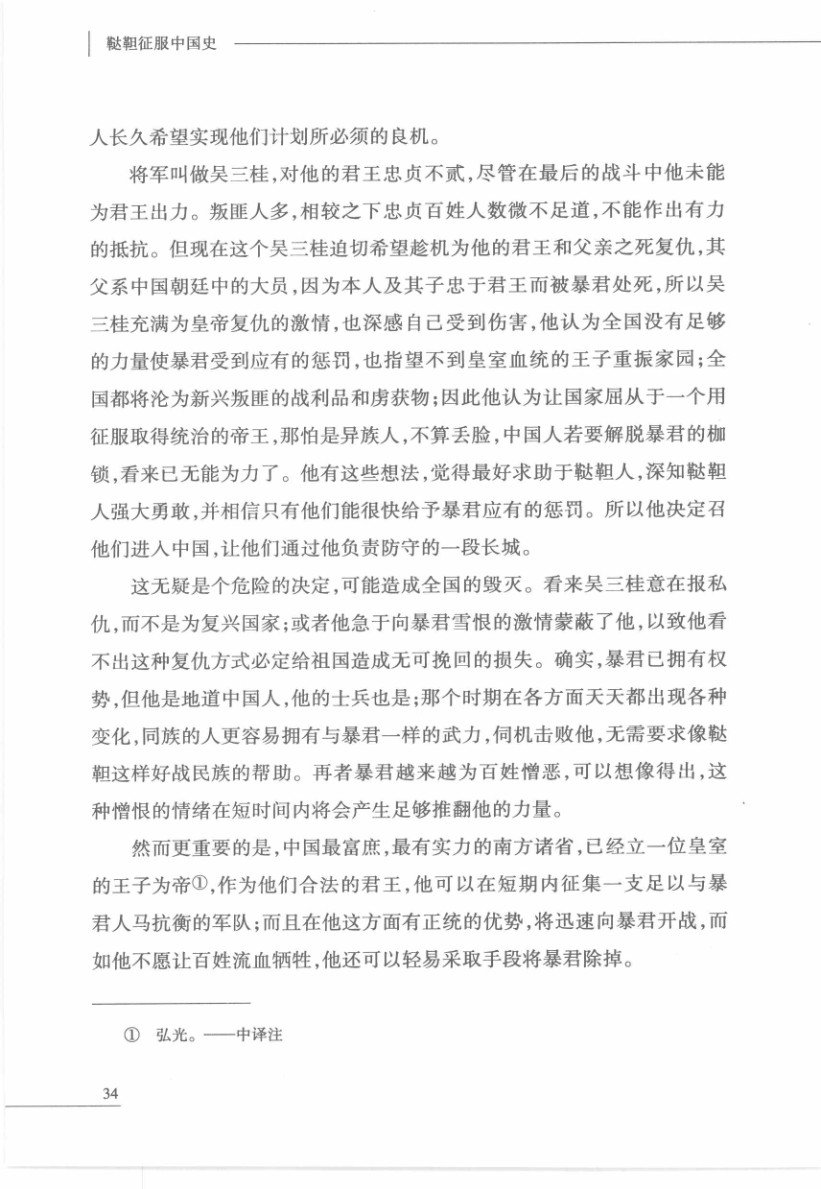 鞑靼征服中国史
人长久希望实现他们计划所必须的良机。
将军叫做吴三桂,对他的君王忠贞不贰,尽管在最后的战斗中他未能
为君王出力。叛匪人多,相较之下忠贞百姓人数微不足道,不能作出有力
的抵抗。但现在这个吴三桂迫切希望趁机为他的君王和父亲之死复仇,其
父系中国朝廷中的大员,因为本人及其子忠于君王而被暴君处死,所以吴
三桂充满为皇帝复仇的激情,也深感自己受到伤害,他认为全国没有足够
的力量使暴君受到应有的惩罚,也指望不到皇室血统的王子重振家园;全
国都将沦为新兴叛匪的战利品和虏获物;因此他认为让国家屈从于一个用
征服取得统治的帝王,那怕是异族人,不算丢脸,中国人若要解脱暴君的枷
锁,看来已无能为力了。他有这些想法,觉得最好求助于鞑靼人,深知鞑靼
人强大勇敢,并相信只有他们能很快给予暴君应有的惩罚。所以他决定召
他们进入中国,让他们通过他负责防守的一段长城。
这无疑是个危险的决定,可能造成全国的毁灭。看来吴三桂意在报私
仇,而不是为复兴国家;或者他急于向暴君雪恨的激情蒙蔽了他,以致他看
不出这种复仇方式必定给祖国造成无可挽回的损失。确实,暴君已拥有权
势,但他是地道中国人,他的士兵也是;那个时期在各方面天天都出现各种
变化,同族的人更容易拥有与暴君一样的武力,伺机击败他,无需要求像鞑
靼这样好战民族的帮助。再者暴君越来越为百姓憎恶,可以想像得出,这
种憎恨的情绪在短时间内将会产生足够推翻他的力量。
然而更重要的是,中国最富庶,最有实力的南方诸省,已经立一位皇室
的王子为帝①,作为他们合法的君王,他可以在短期内征集一支足以与暴
君人马抗衡的军队;而且在他这方面有正统的优势,将迅速向暴君开战,而
如他不愿让百姓流血牺牲,他还可以轻易采取手段将暴君除掉。
① 弘光。——中译注
34